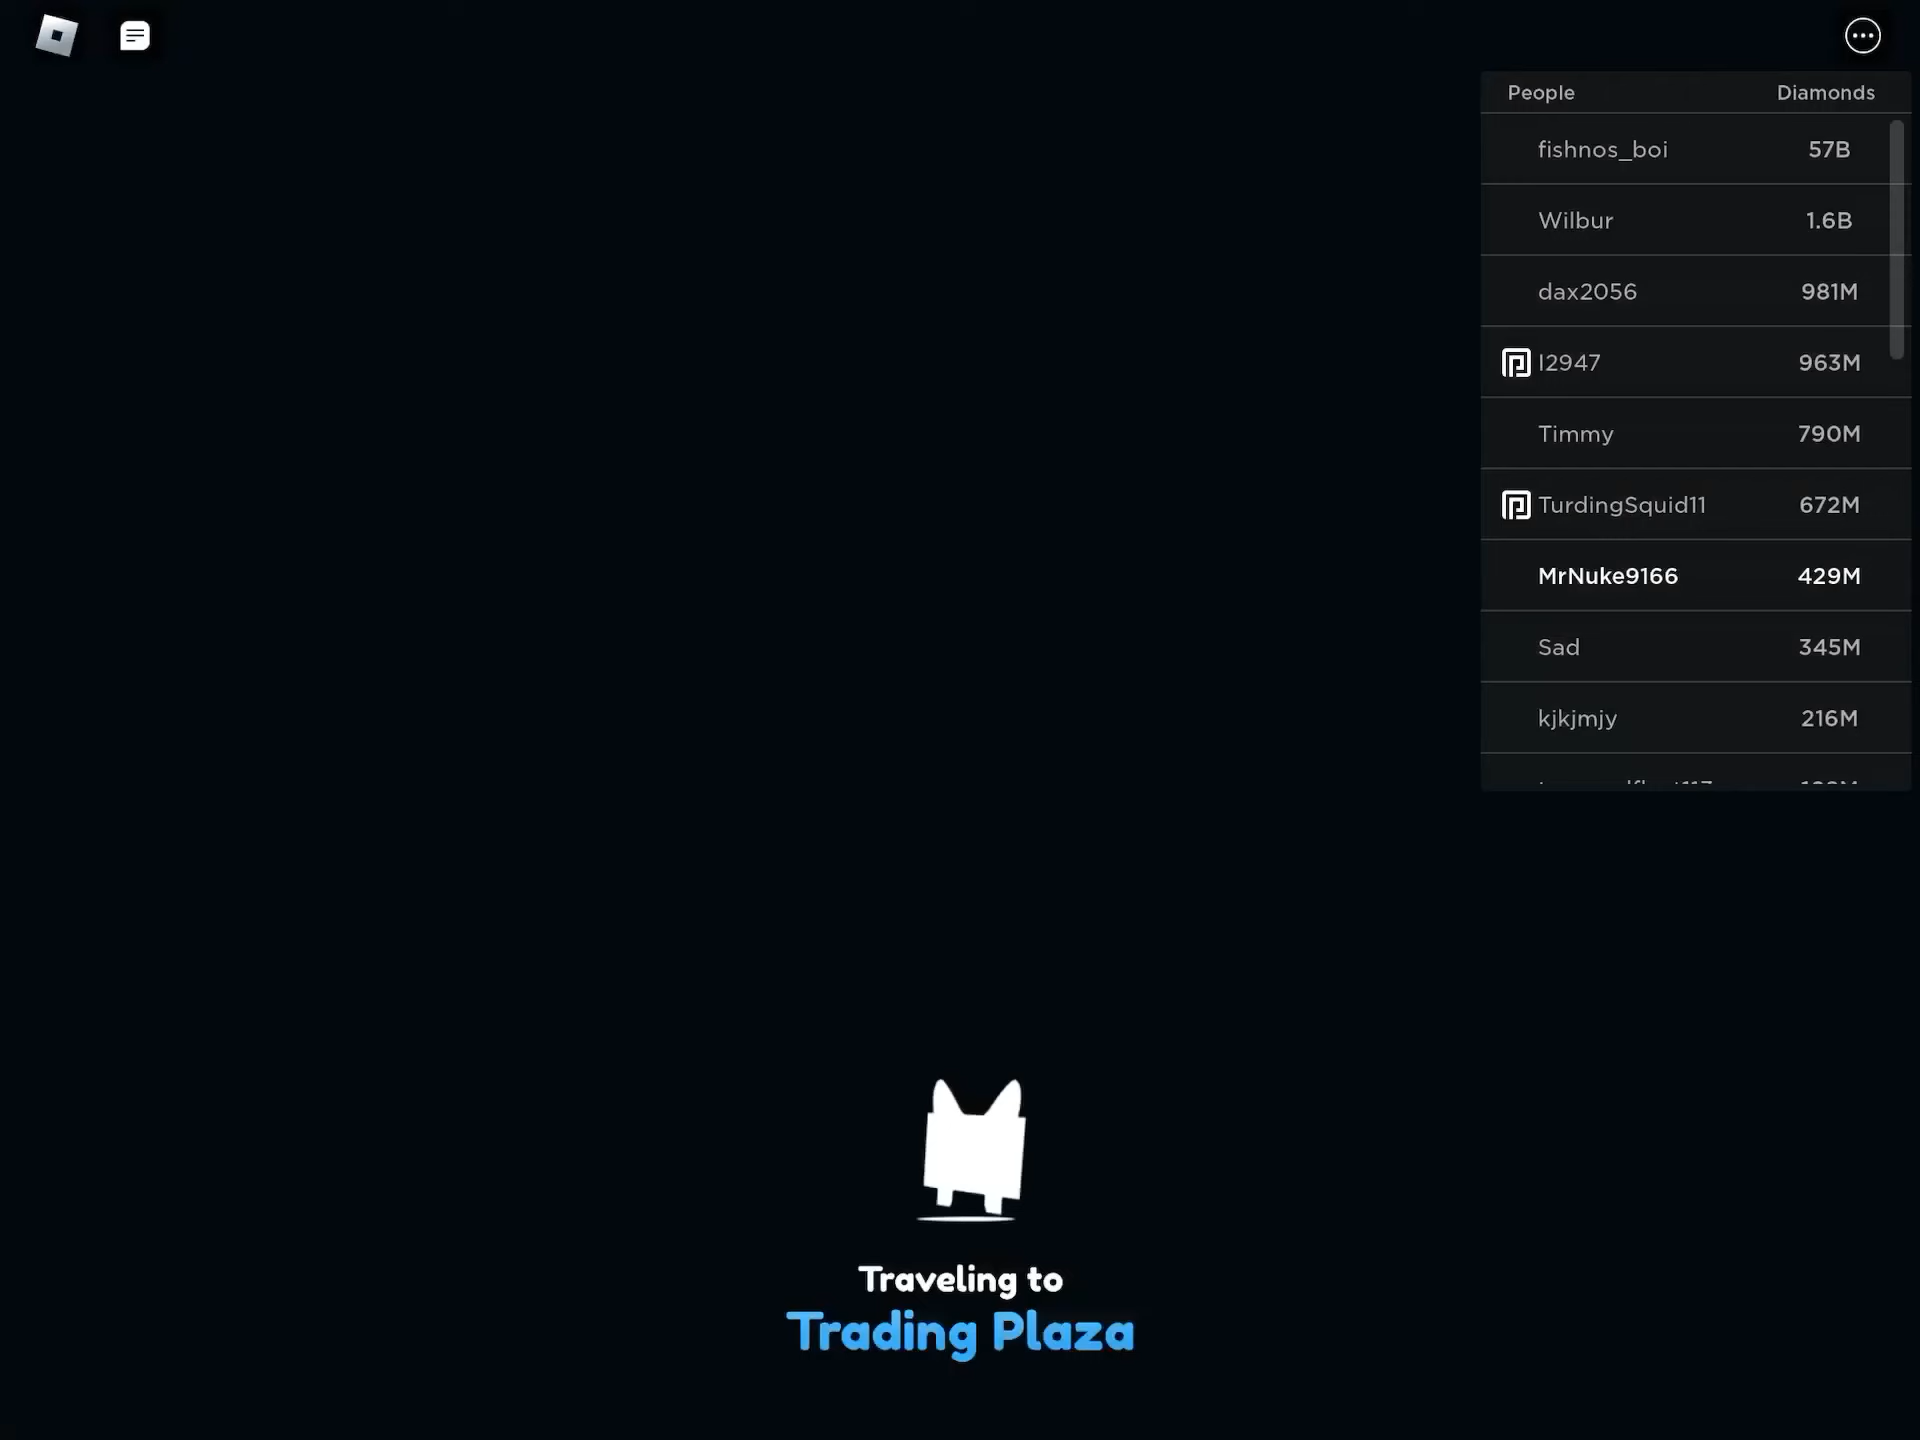 People Diamonds
fishnos_boi 57B
Wilbur 1.6B
dax2056 981M
I2947 963M
Timmy 790M
TurdingSquid11 672M
MrNuke9166 429M
Sad 345M
kjkjmjy 216M
Traveling to
Trading Plaza